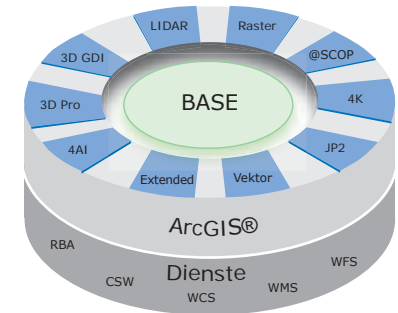 LIDAR
Raster
3D GDI
@SCOP
3D Pro
BASE
4K
4AI
JP2
Extended
Vektor
ArcGIS®
RBA
Dienste
WFS
CSW
WMS
WCS